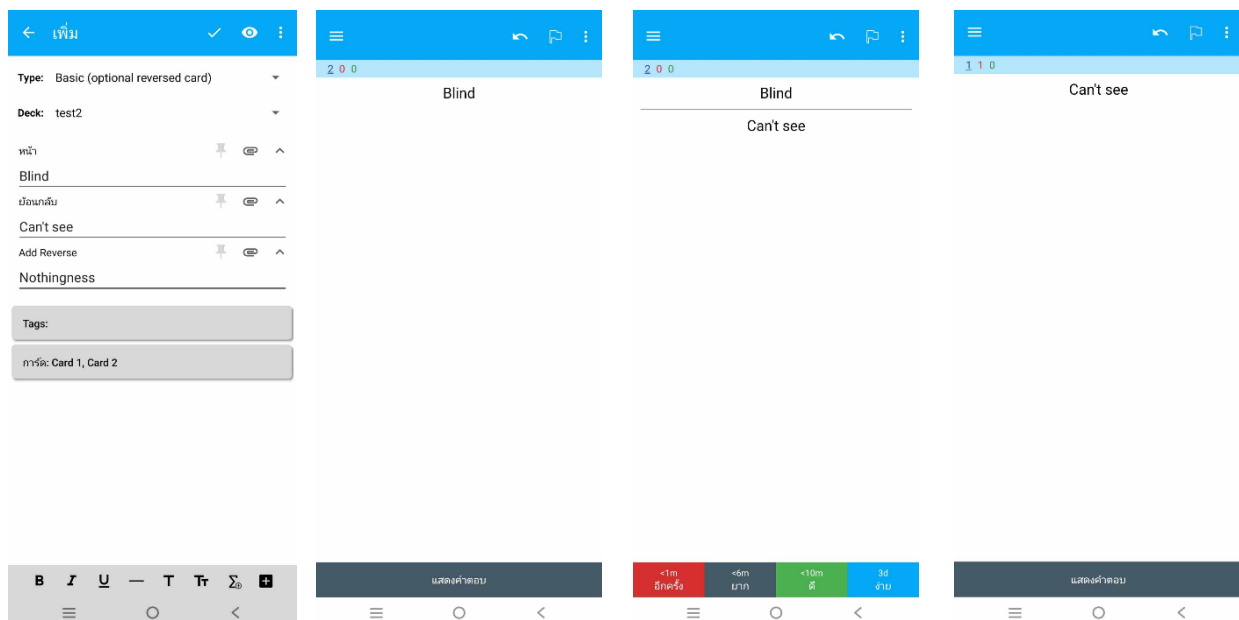 เพิ่ม
Type: Basic (optional reversed card)
Deck: test2
หน้า
Blind
ย้อนกลับ
Can't see
Add Reverse
Nothingness
Tags:
การ์ด: Card 1, Card 2
B I U — T Tт Σ
2 0 0
Blind
แสดงคำตอบ
2 0 0
Blind
Can't see
<1m <6m <10m 3d
อีกครั้ง ยาก ดี ง่าย
1 1 0
Can't see
แสดงคำตอบ